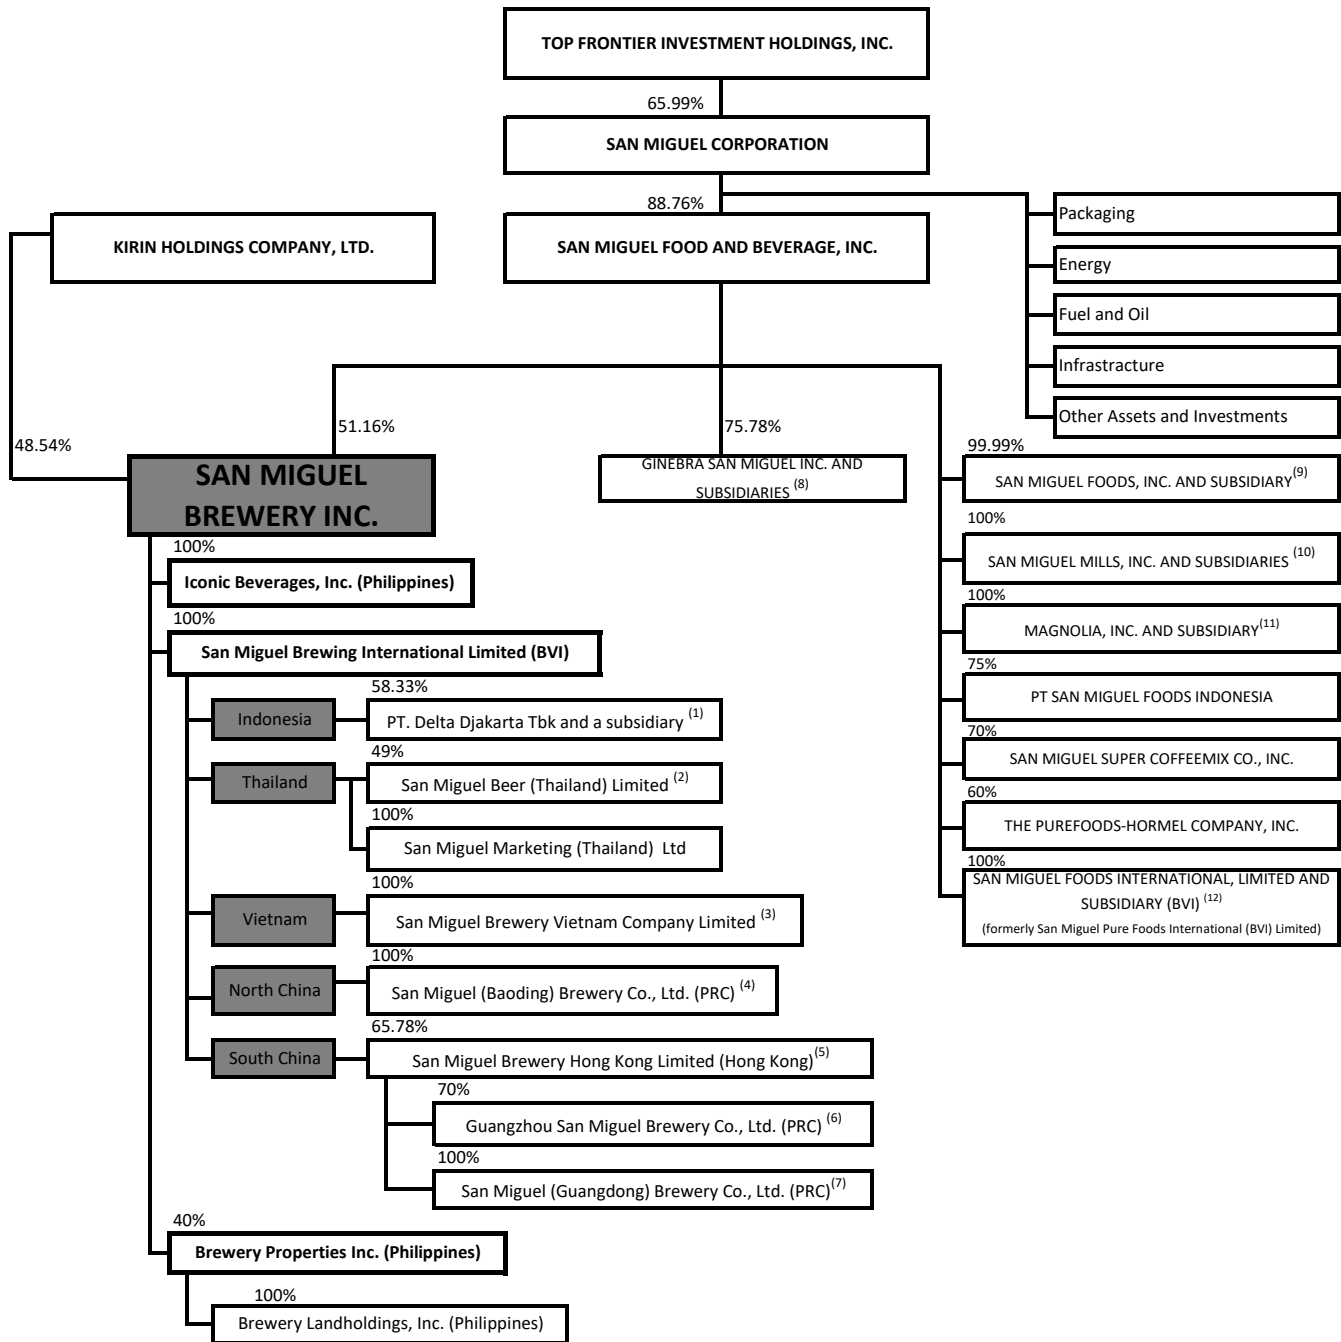 TOP FRONTIER INVESTMENT HOLDINGS, INC.
65.99%
SAN MIGUEL CORPORATION
88.76%
KIRIN HOLDINGS COMPANY, LTD.
SAN MIGUEL FOOD AND BEVERAGE, INC.
Packaging
Energy
Fuel and Oil
Infrastracture
Other Assets and Investments
48.54%
51.16%
75.78%
SAN MIGUEL
BREWERY INC.
GINEBRA SAN MIGUEL INC. AND
SUBSIDIARIES (8)
99.99%
SAN MIGUEL FOODS, INC. AND SUBSIDIARY(9)
100%
SAN MIGUEL MILLS, INC. AND SUBSIDIARIES (10)
100%
MAGNOLIA, INC. AND SUBSIDIARY(11)
75%
PT SAN MIGUEL FOODS INDONESIA
70%
SAN MIGUEL SUPER COFFEEMIX CO., INC.
60%
THE PUREFOODS-HORMEL COMPANY, INC.
100%
SAN MIGUEL FOODS INTERNATIONAL, LIMITED AND
SUBSIDIARY (BVI) (12)
(formerly San Miguel Pure Foods International (BVI) Limited)
100%
Iconic Beverages, Inc. (Philippines)
100%
San Miguel Brewing International Limited (BVI)
58.33%
Indonesia
PT. Delta Djakarta Tbk and a subsidiary (1)
49%
Thailand
San Miguel Beer (Thailand) Limited (2)
100%
San Miguel Marketing (Thailand) Ltd
100%
Vietnam
San Miguel Brewery Vietnam Company Limited (3)
100%
North China
San Miguel (Baoding) Brewery Co., Ltd. (PRC) (4)
65.78%
South China
San Miguel Brewery Hong Kong Limited (Hong Kong)(5)
70%
Guangzhou San Miguel Brewery Co., Ltd. (PRC) (6)
100%
San Miguel (Guangdong) Brewery Co., Ltd. (PRC)(7)
40%
Brewery Properties Inc. (Philippines)
100%
Brewery Landholdings, Inc. (Philippines)